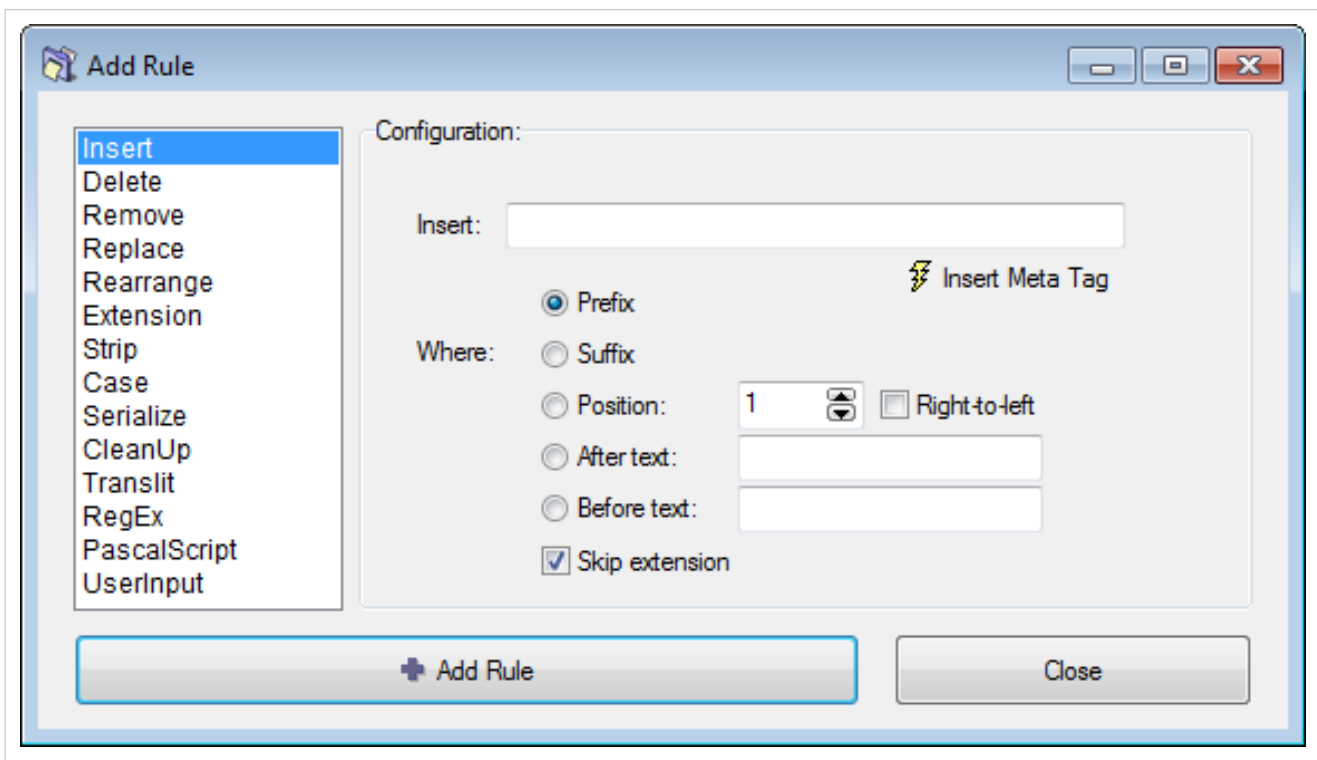 Add Rule
Insert
Delete
Remove
Replace
Rearrange
Extension
Strip
Case
Serialize
CleanUp
Translit
RegEx
PascalScript
UserInput
Configuration:
Insert:
Insert Meta Tag
Where:
Prefix
Suffix
Position: 1 Right-to-left
After text:
Before text:
Skip extension
Add Rule
Close